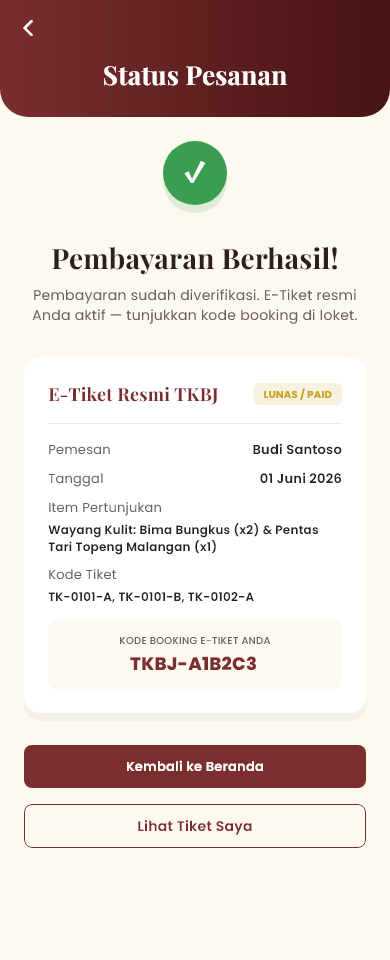 Status Pesanan
Pembayaran Berhasil!
Pembayaran sudah diverifikasi. E-Tiket resmi
Anda aktif — tunjukkan kode booking di loket.
E-Tiket Resmi TKBJ
LUNAS / PAID
Pemesan
Budi Santoso
Tanggal
01 Juni 2026
Item Pertunjukan
Wayang Kulit: Bima Bungkus (x2) & Pentas
Tari Topeng Malangan (x1)
Kode Tiket
TK-0101-A, TK-0101-B, TK-0102-A
KODE BOOKING E-TIKET ANDA
TKBJ-A1B2C3
Kembali ke Beranda
Lihat Tiket Saya